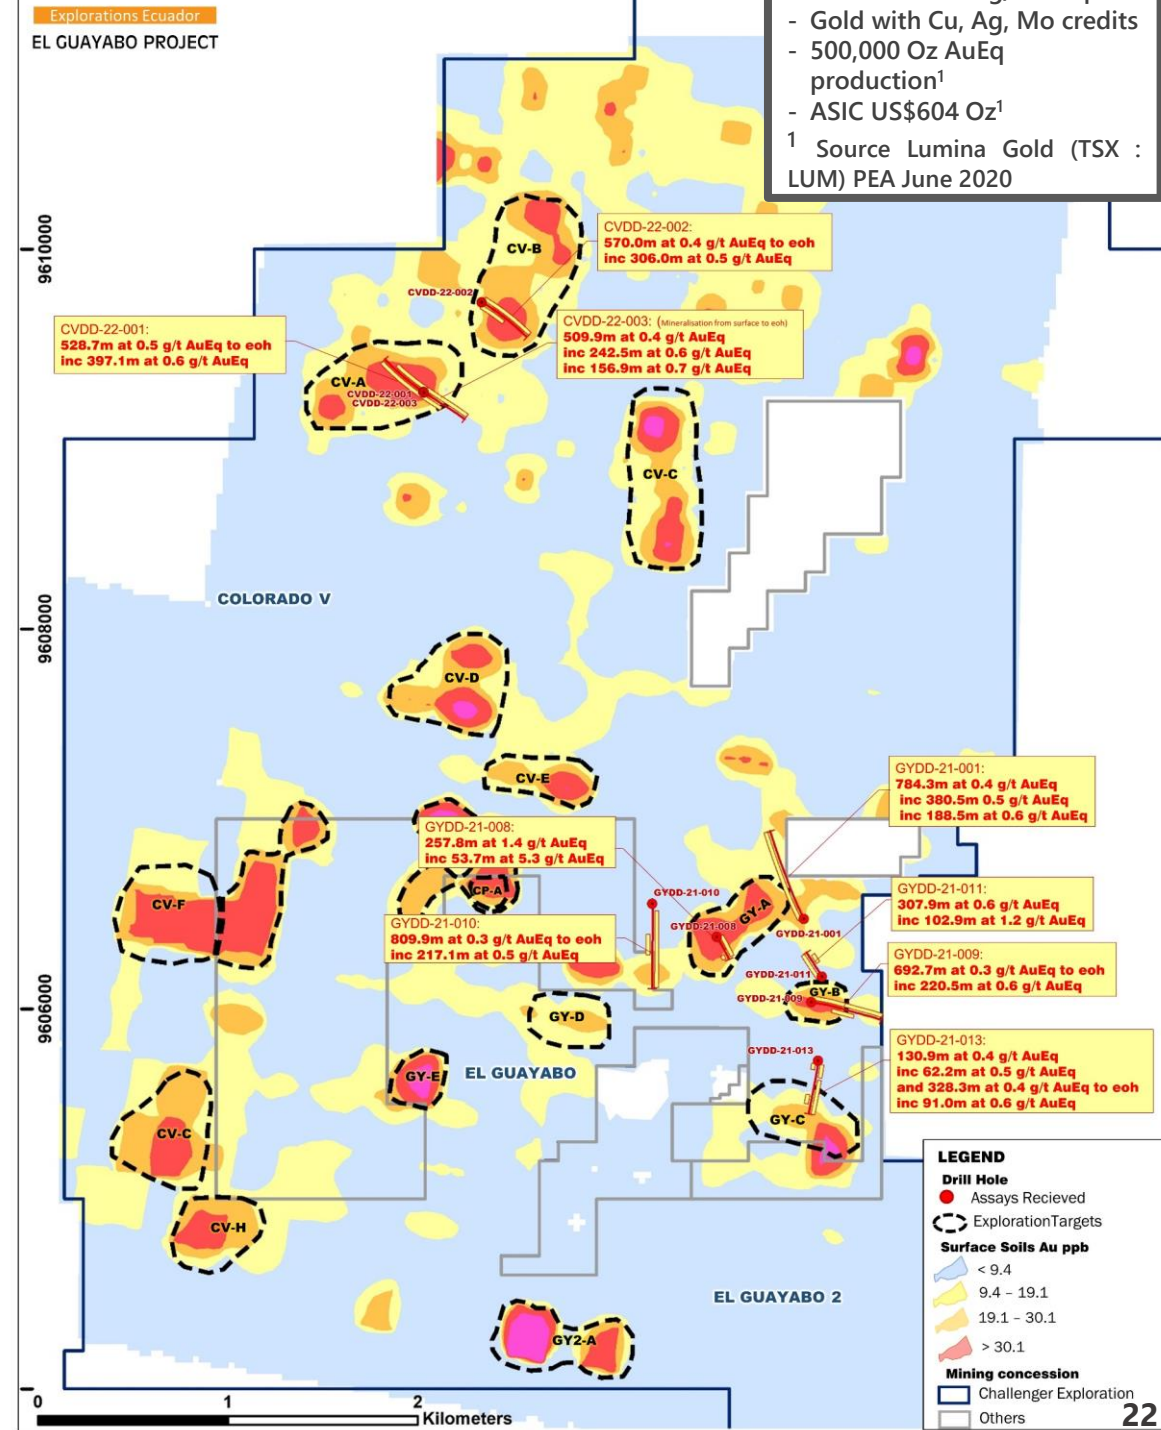 Explorations Ecuador
EL GUAYABO PROJECT
- Gold with Cu, Ag, Mo credits
- 500,000 Oz AuEq
production1
- ASIC US$604 Oz1
1 Source Lumina Gold (TSX :
LUM) PEA June 2020
9610000
9608000
9606000
CV-B
CVDD-22-002
CVDD-22-002:
570.0m at 0.4 g/t AuEq to eoh
inc 306.0m at 0.5 g/t AuEq
CVDD-22-001:
528.7m at 0.5 g/t AuEq to eoh
inc 397.1m at 0.6 g/t AuEq
CVDD-22-003: (Mineralisation from surface to eoh)
509.9m at 0.4 g/t AuEq
inc 242.5m at 0.6 g/t AuEq
inc 156.9m at 0.7 g/t AuEq
CV-A
CVDD-22-001
CVDD-22-003
CV-C
COLORADO V
CV-D
CV-E
GYDD-21-001:
784.3m at 0.4 g/t AuEq
inc 380.5m 0.5 g/t AuEq
inc 188.5m at 0.6 g/t AuEq
GYDD-21-008:
257.8m at 1.4 g/t AuEq
inc 53.7m at 5.3 g/t AuEq
CP-A
CV-F
GYDD-21-010
GY-A
GYDD-21-008
GYDD-21-001
GYDD-21-011:
307.9m at 0.6 g/t AuEq
inc 102.9m at 1.2 g/t AuEq
GYDD-21-010:
809.9m at 0.3 g/t AuEq to eoh
inc 217.1m at 0.5 g/t AuEq
GYDD-21-009:
692.7m at 0.3 g/t AuEq to eoh
inc 220.5m at 0.6 g/t AuEq
GYDD-21-011
GY-B
GYDD-21-009
GY-D
GYDD-21-013
GYDD-21-013:
130.9m at 0.4 g/t AuEq
inc 62.2m at 0.5 g/t AuEq
and 328.3m at 0.4 g/t AuEq to eoh
inc 91.0m at 0.6 g/t AuEq
GY-E
EL GUAYABO
GY-C
CV-C
CV-H
EL GUAYABO 2
GY2-A
LEGEND
Drill Hole
Assays Recieved
ExplorationTargets
Surface Soils Au ppb
< 9.4
9.4 – 19.1
19.1 – 30.1
> 30.1
Mining concession
Challenger Exploration
Others
0 1 2
Kilometers
22